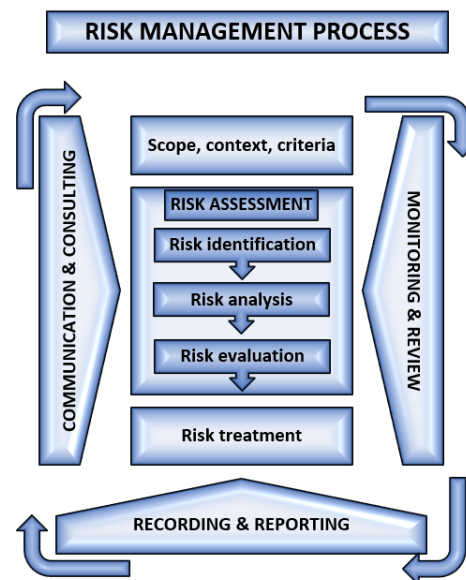 RISK MANAGEMENT PROCESS
Scope, context, criteria
COMMUNICATION & CONSULTING
RISK ASSESSMENT
Risk identification
Risk analysis
Risk evaluation
MONITORING & REVIEW
Risk treatment
RECORDING & REPORTING